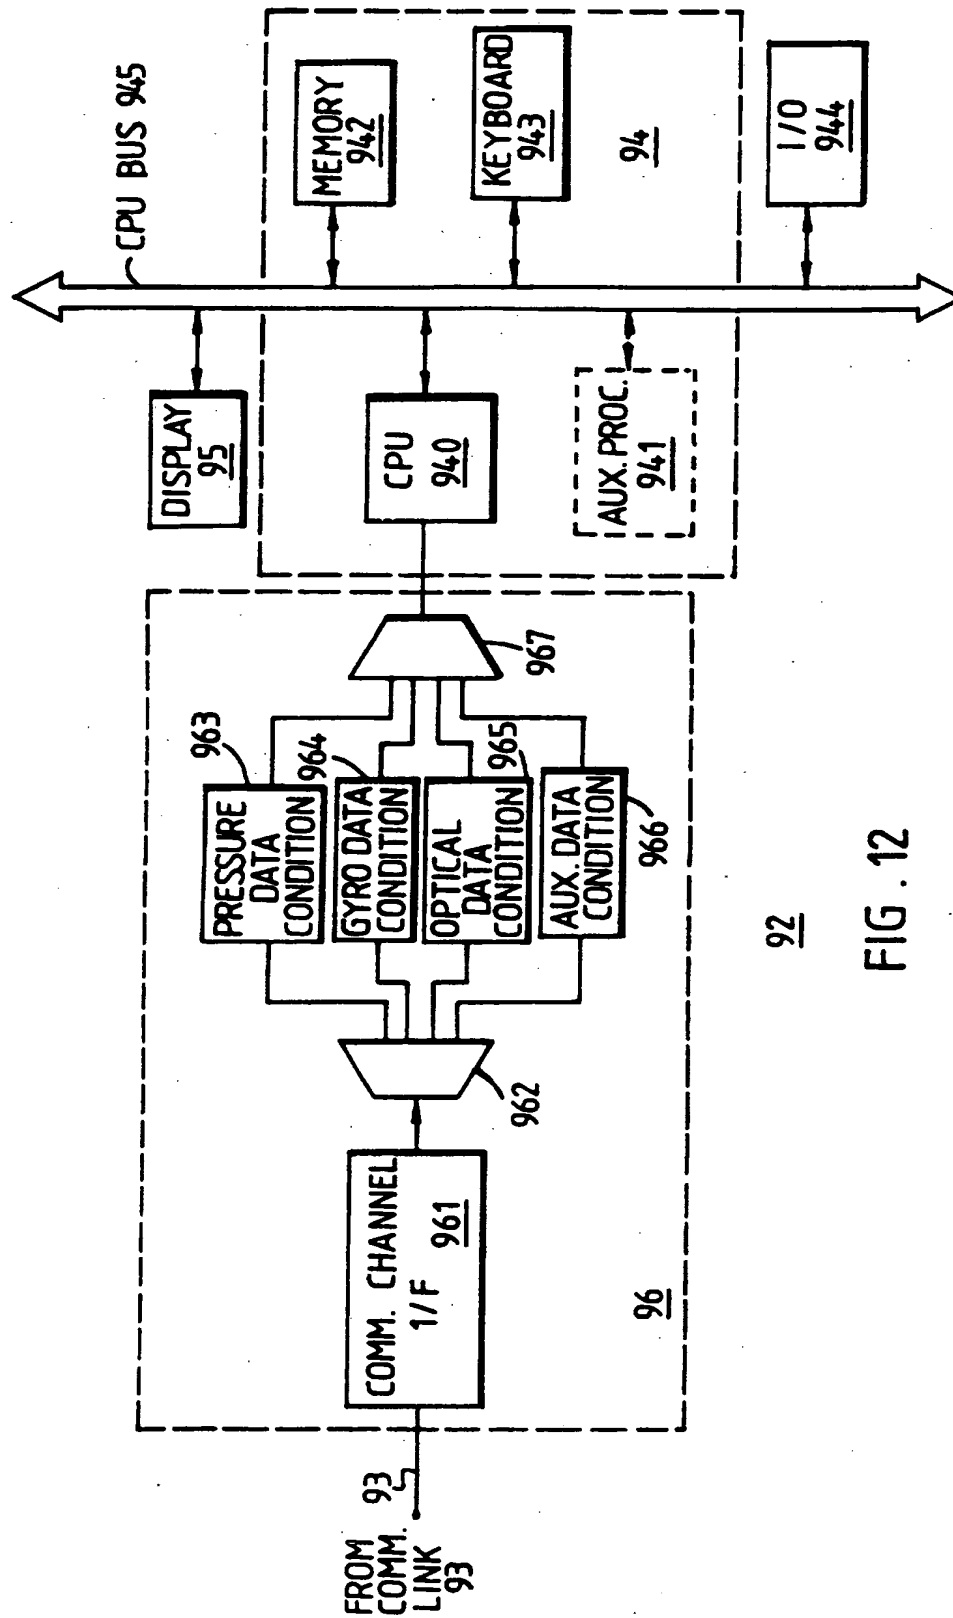 FROM
COMM.
LINK
93
93
COMM. CHANNEL
1/F
961
96
962
PRESSURE
DATA
CONDITION
963
GYRO DATA
CONDITION
964
OPTICAL
DATA
CONDITION
965
AUX. DATA
CONDITION
966
967
DISPLAY
95
CPU
940
AUX. PROC.
941
CPU BUS 945
MEMORY
942
KEYBOARD
943
94
I/O
944
92
FIG. 12